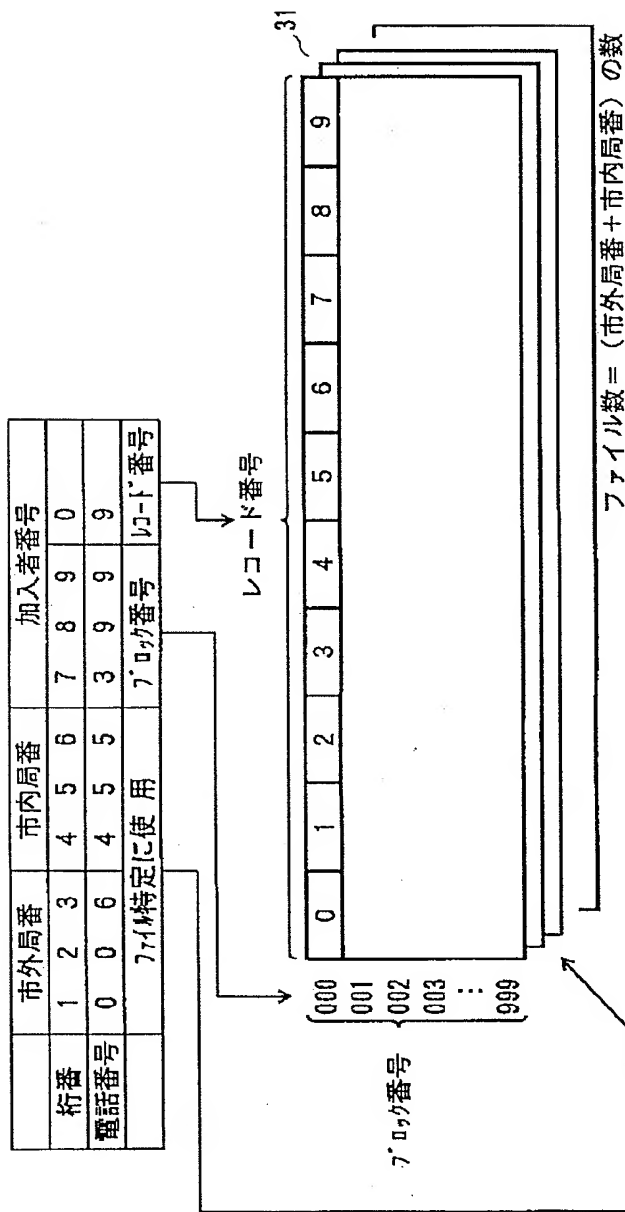 市外局番 市内局番 加入者番号
桁番 1 2 3 4 5 6 7 8 9 0
電話番号 0 0 6 4 5 5 3 9 9 9
ファイル特定に使用 ブロック番号 レコード番号
レコード番号
31
0 1 2 3 4 5 6 7 8 9
ブロック番号
000
001
002
003
⋮
999
ファイル数=(市外局番+市内局番)の数